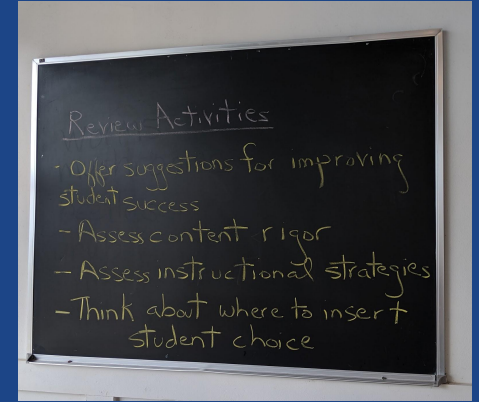 Review Activities
- Offer suggestions for improving
student success
- Assess content rigor
- Assess instructional strategies
- Think about where to insert
student choice